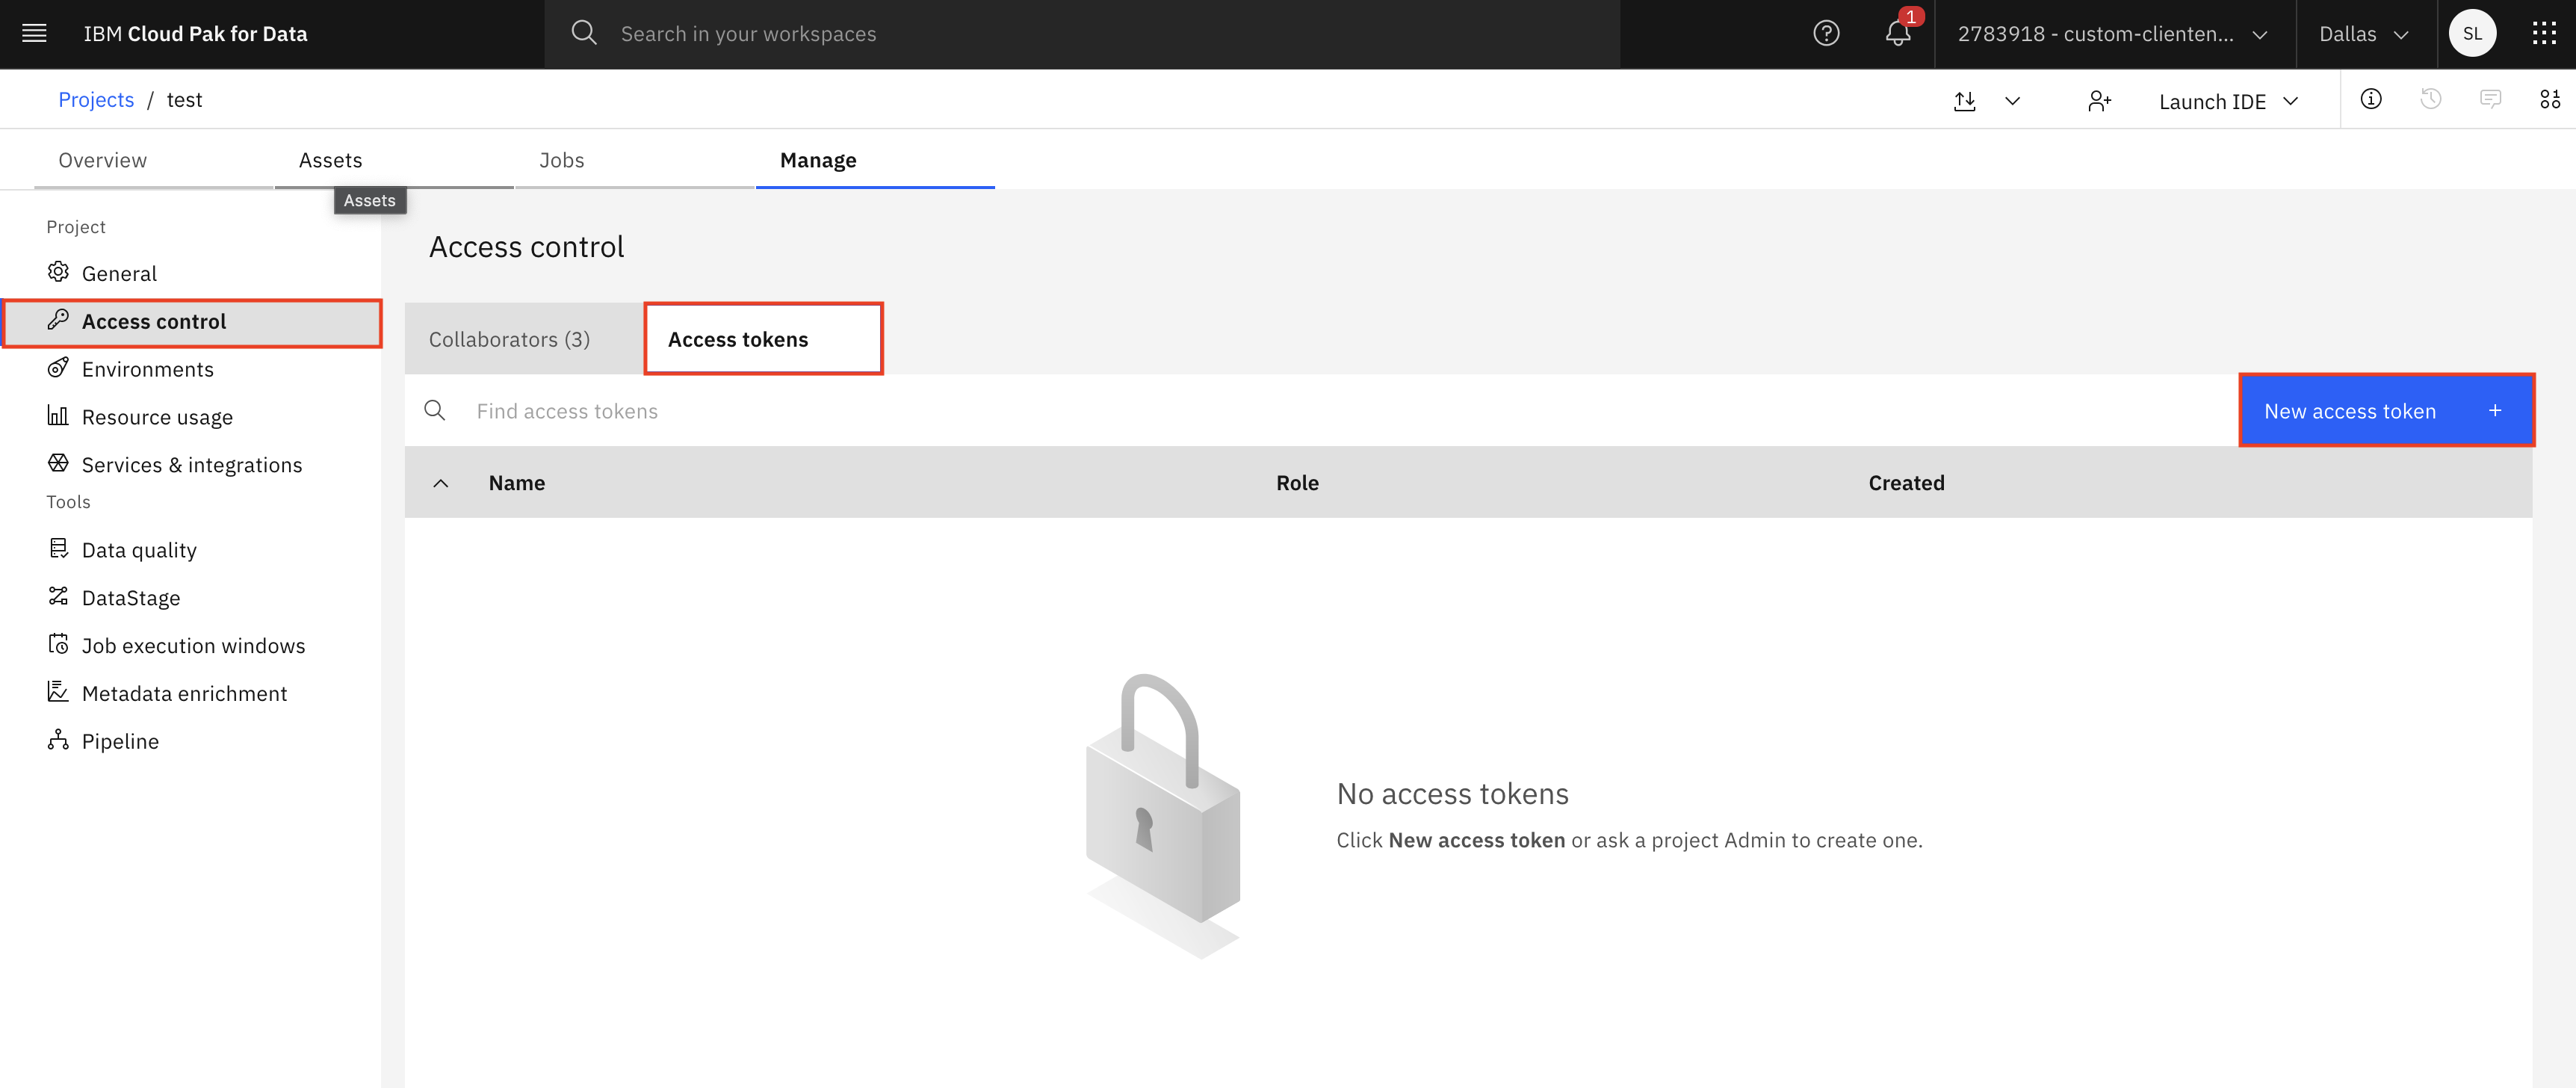 IBM Cloud Pak for Data
Search in your workspaces
1
2783918 - custom-clienten...
Dallas
SL
Projects / test
Launch IDE
Overview
Assets
Jobs
Manage
Assets
Project
General
Access control
Environments
Resource usage
Services & integrations
Tools
Data quality
DataStage
Job execution windows
Metadata enrichment
Pipeline
Access control
Collaborators (3)
Access tokens
Find access tokens
New access token +
Name
Role
Created
No access tokens
Click New access token or ask a project Admin to create one.